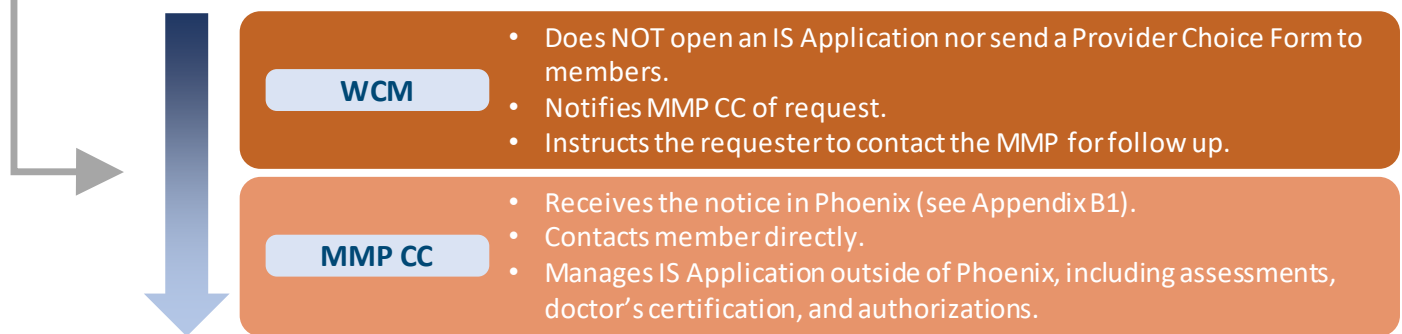 WCM
• Does NOT open an IS Application nor send a Provider Choice Form to
members.
• Notifies MMP CC of request.
• Instructs the requester to contact the MMP for follow up.
MMP CC
• Receives the notice in Phoenix (see Appendix B1).
• Contacts member directly.
• Manages IS Application outside of Phoenix, including assessments,
doctor's certification, and authorizations.